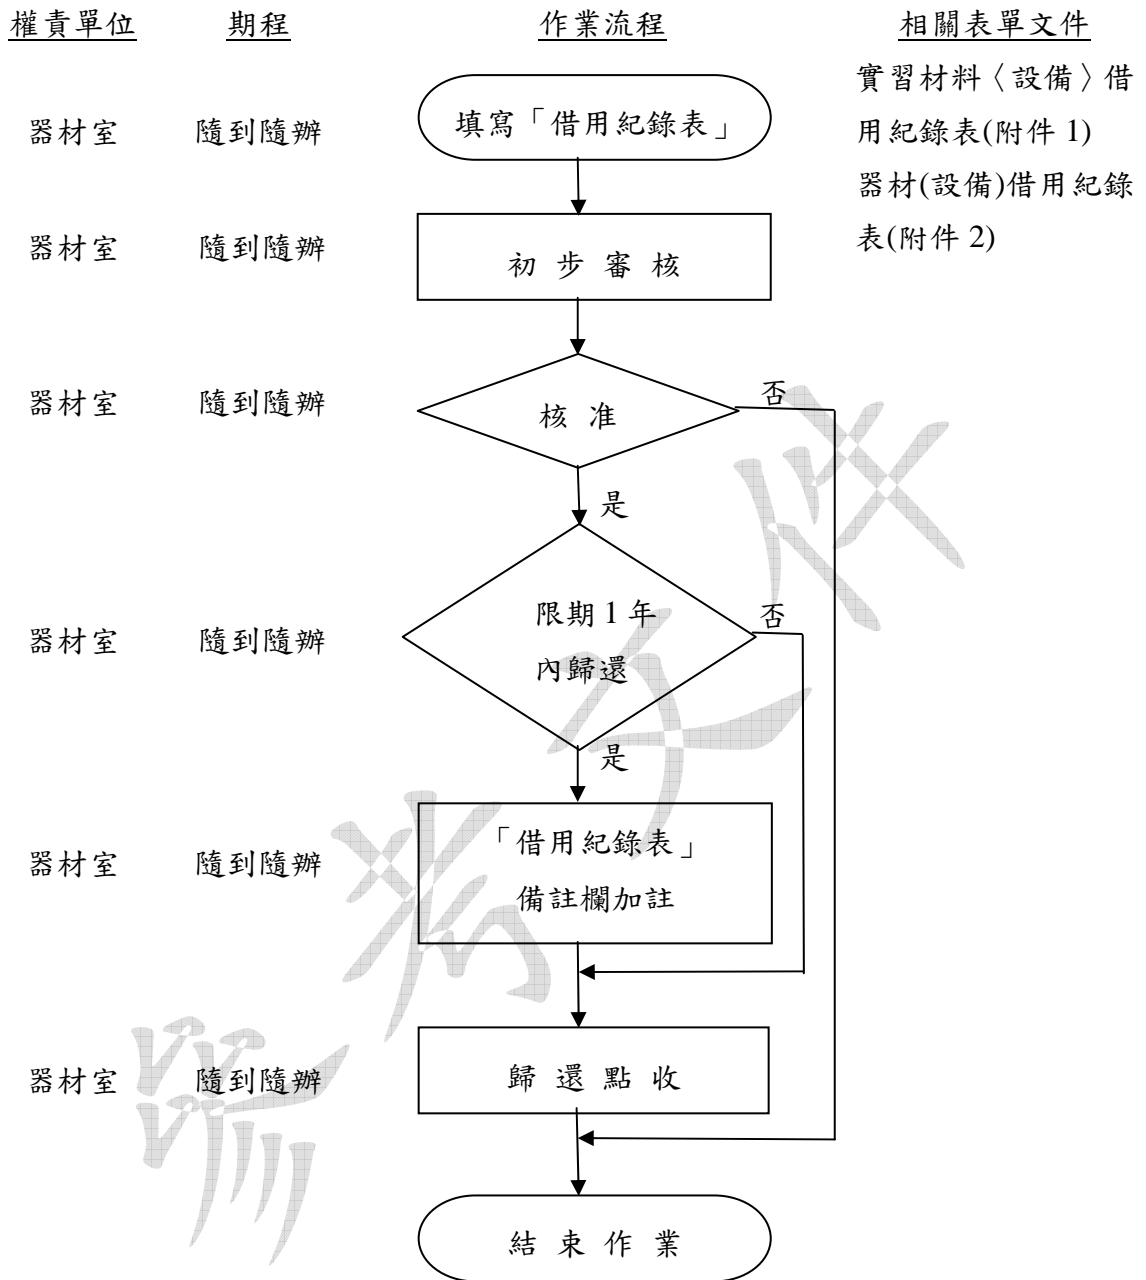 權責單位 期程 作業流程 相關表單文件
器材室 隨到隨辦 填寫「借用紀錄表」
實習材料〈設備〉借
用紀錄表(附件 1)
器材(設備)借用紀錄
表(附件 2)
器材室 隨到隨辦 初步審核
器材室 隨到隨辦 核准
否
是
器材室 隨到隨辦
限期 1 年
內歸還
否
是
器材室 隨到隨辦
「借用紀錄表」
備註欄加註
器材室 隨到隨辦 歸還點收
結束作業
參考文件